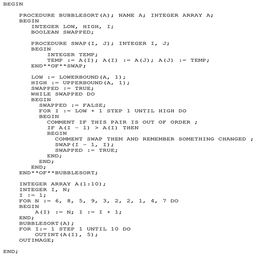 BEGIN
PROCEDURE BUBBLESORT(A); NAME A; INTEGER ARRAY A;
BEGIN
INTEGER LOW, HIGH, I;
BOOLEAN SWAPPED;
PROCEDURE SWAP(I, J); INTEGER I, J;
BEGIN
INTEGER TEMP;
TEMP := A(I); A(I) := A(J); A(J) := TEMP;
END**OF**SWAP;
LOW := LOWERBOUND(A, 1);
HIGH := UPPERBOUND(A, 1);
SWAPPED := TRUE;
WHILE SWAPPED DO
BEGIN
SWAPPED := FALSE;
FOR I := LOW + 1 STEP 1 UNTIL HIGH DO
BEGIN
COMMENT IF THIS PAIR IS OUT OF ORDER ;
IF A(I - 1) > A(I) THEN
BEGIN
COMMENT SWAP THEM AND REMEMBER SOMETHING CHANGED ;
SWAP(I - 1, I);
SWAPPED := TRUE;
END;
END;
END;
END**OF**BUBBLESORT;
INTEGER ARRAY A(1:10);
INTEGER I, N;
I := 1;
FOR N := 6, 8, 5, 9, 3, 2, 2, 1, 4, 7 DO
BEGIN
A(I) := N; I := I + 1;
END;
BUBBLESORT(A);
FOR I:= 1 STEP 1 UNTIL 10 DO
OUTINT(A(I), 5);
OUTIMAGE;
END;